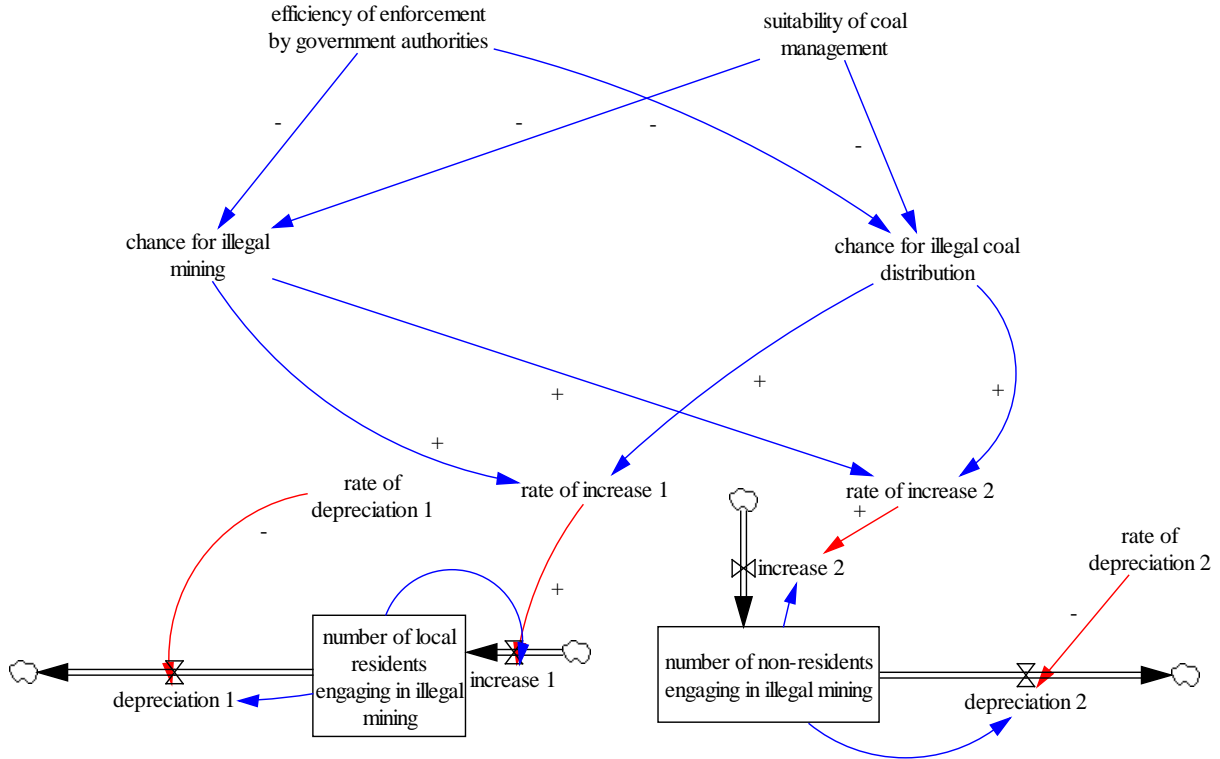 efficiency of enforcement
by government authorities
suitability of coal
management
-
-
-
-
chance for illegal
mining
chance for illegal coal
distribution
+
+
+
+
rate of
depreciation 1
rate of increase 1
rate of increase 2
-
+
rate of
depreciation 2
increase 2
+
-
number of local
residents
engaging in illegal
mining
increase 1
depreciation 1
number of non-residents
engaging in illegal mining
depreciation 2